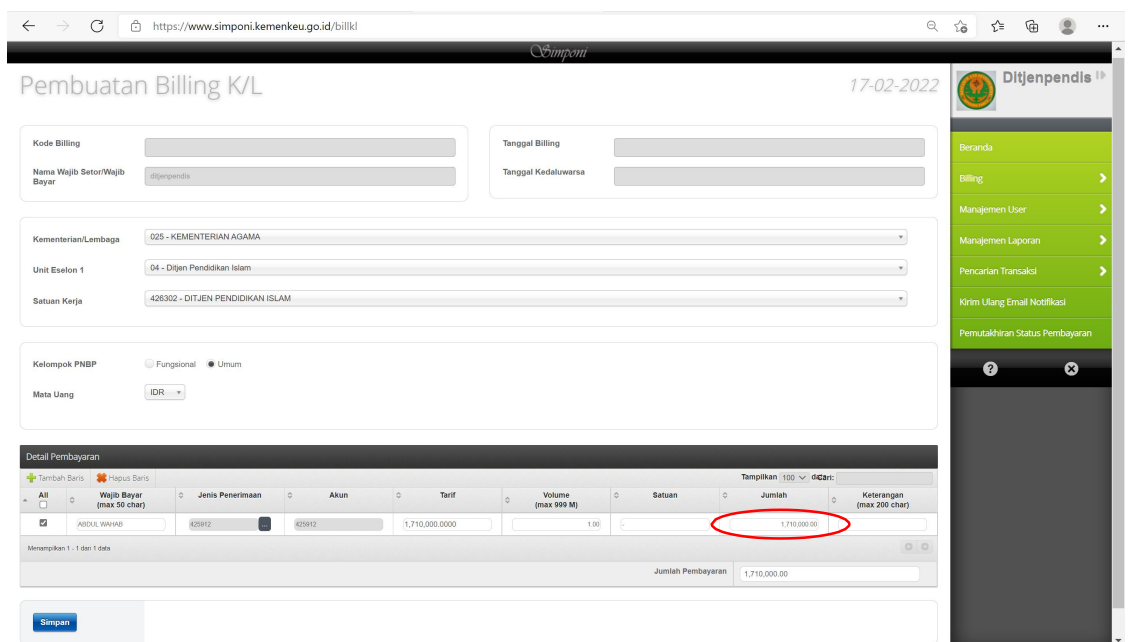 https://www.simponi.kemenkeu.go.id/billkl
Simponi
Pembuatan Billing K/L
17-02-2022
Ditjenpendis
Kode Billing
Tanggal Billing
Nama Wajib Setor/Wajib Bayar
ditjenpendis
Tanggal Kedaluwarsa
Beranda
Billing
Manajemen User
Manajemen Laporan
Pencarian Transaksi
Kirim Ulang Email Notifikasi
Pemutakhiran Status Pembayaran
Kementerian/Lembaga
025 - KEMENTERIAN AGAMA
Unit Eselon 1
04 - Ditjen Pendidikan Islam
Satuan Kerja
426302 - DITJEN PENDIDIKAN ISLAM
Kelompok PNBP
Fungsional Umum
Mata Uang
IDR
Detail Pembayaran
Tambah Baris Hapus Baris
Tampilkan 100 Cari:
All Wajib Bayar (max 50 char) Jenis Penerimaan Akun Tarif Volume (max 999 M) Satuan Jumlah Keterangan (max 200 char)
ABDUL WAHAB 425912 ... 425912 1,710,000.0000 1.00 - 1,710,000.00
Menampilkan 1 - 1 dari 1 data
Jumlah Pembayaran 1,710,000.00
Simpan